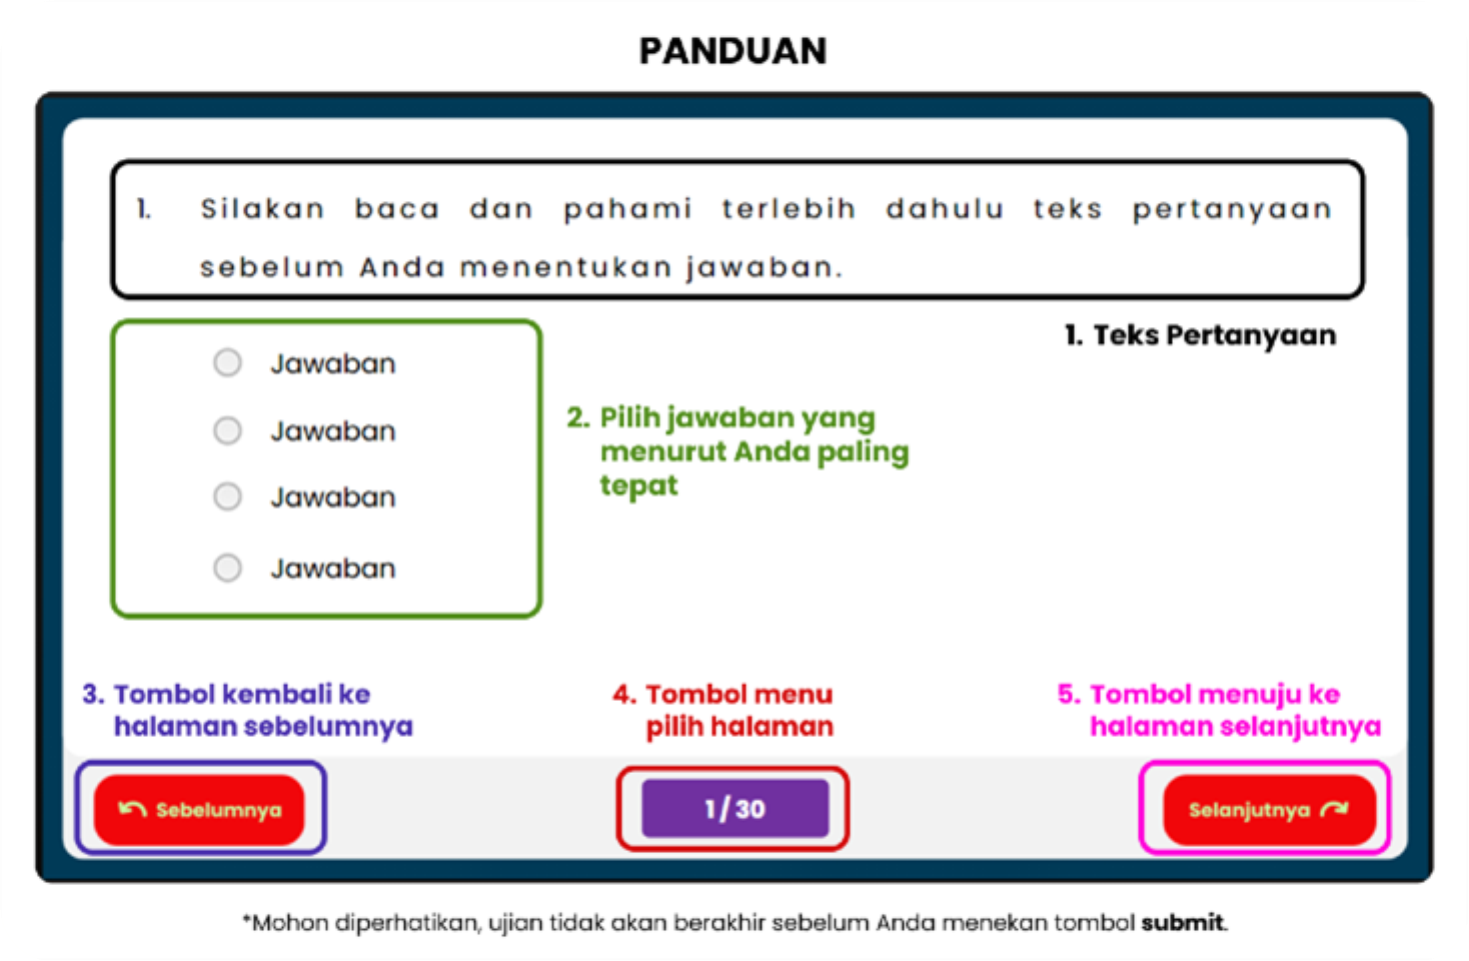 PANDUAN
1. Silakan baca dan pahami terlebih dahulu teks pertanyaan
sebelum Anda menentukan jawaban.
1. Teks Pertanyaan
Jawaban
Jawaban
Jawaban
Jawaban
2. Pilih jawaban yang
menurut Anda paling
tepat
3. Tombol kembali ke
halaman sebelumnya
4. Tombol menu
pilih halaman
5. Tombol menuju ke
halaman selanjutnya
Sebelumnya
1 / 30
Selanjutnya
*Mohon diperhatikan, ujian tidak akan berakhir sebelum Anda menekan tombol submit.